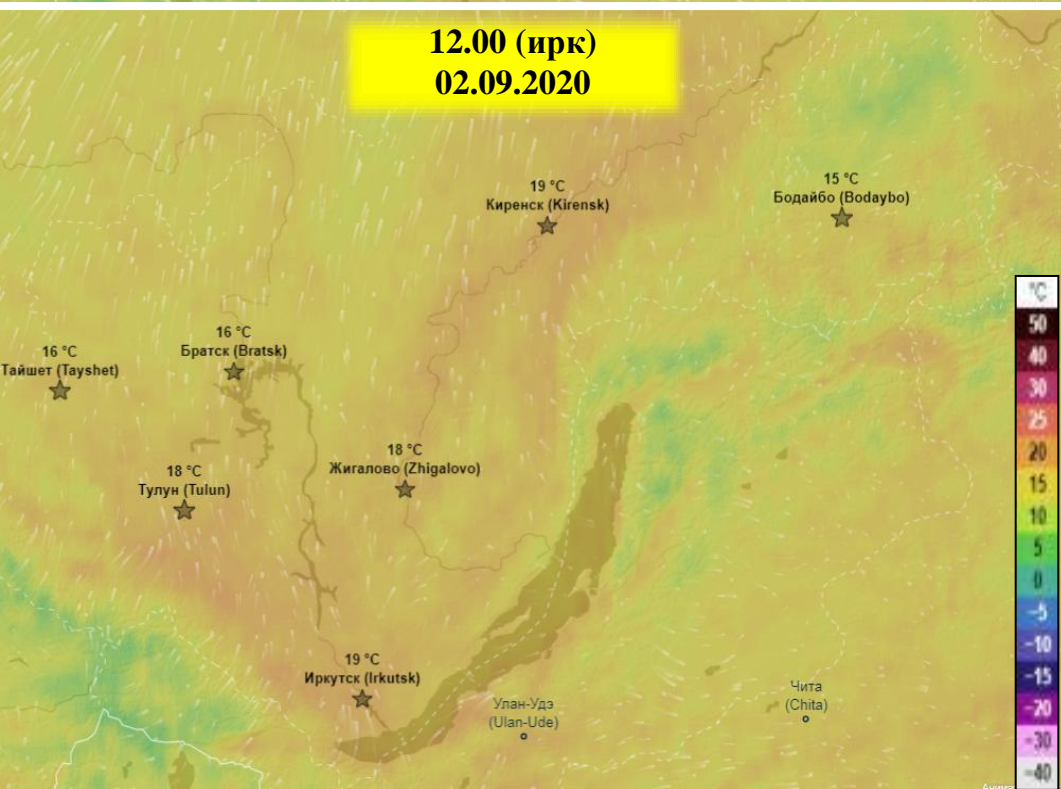 12.00 (ирк)
02.09.2020
19 °C
Киренск (Kirensk)
15 °C
Бодайбо (Bodaybo)
16 °C
Братск (Bratsk)
16 °C
Тайшет (Tayshet)
18 °C
Жигалово (Zhigalovo)
18 °C
Тулун (Tulun)
19 °C
Иркутск (Irkutsk)
Улан-Удэ
(Ulan-Ude)
Чита
(Chita)
°C
50
40
30
25
20
15
10
5
0
-5
-10
-15
-20
-30
-40